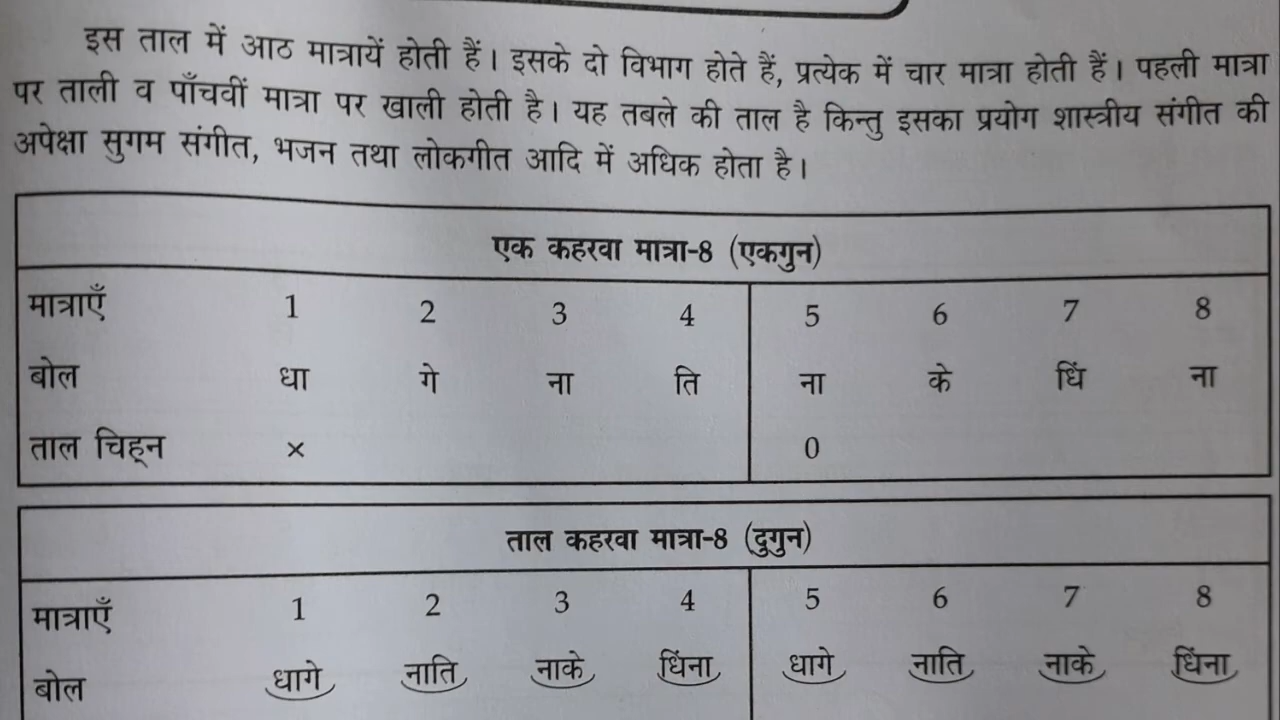 इस ताल में आठ मात्रायें होती हैं। इसके दो विभाग होते हैं, प्रत्येक में चार मात्रा होती हैं। पहली मात्रा
पर ताली व पाँचवीं मात्रा पर खाली होती है। यह तबले की ताल है किन्तु इसका प्रयोग शास्त्रीय संगीत की
अपेक्षा सुगम संगीत, भजन तथा लोकगीत आदि में अधिक होता है।
एक कहरवा मात्रा-8 (एकगुन)
मात्राएँ 1 2 3 4 5 6 7 8
बोल धा गे ना ति ना के धिं ना
ताल चिह्न × 0
ताल कहरवा मात्रा-8 (दुगुन)
मात्राएँ 1 2 3 4 5 6 7 8
बोल धागे नाति नाके धिंना धागे नाति नाके धिंना